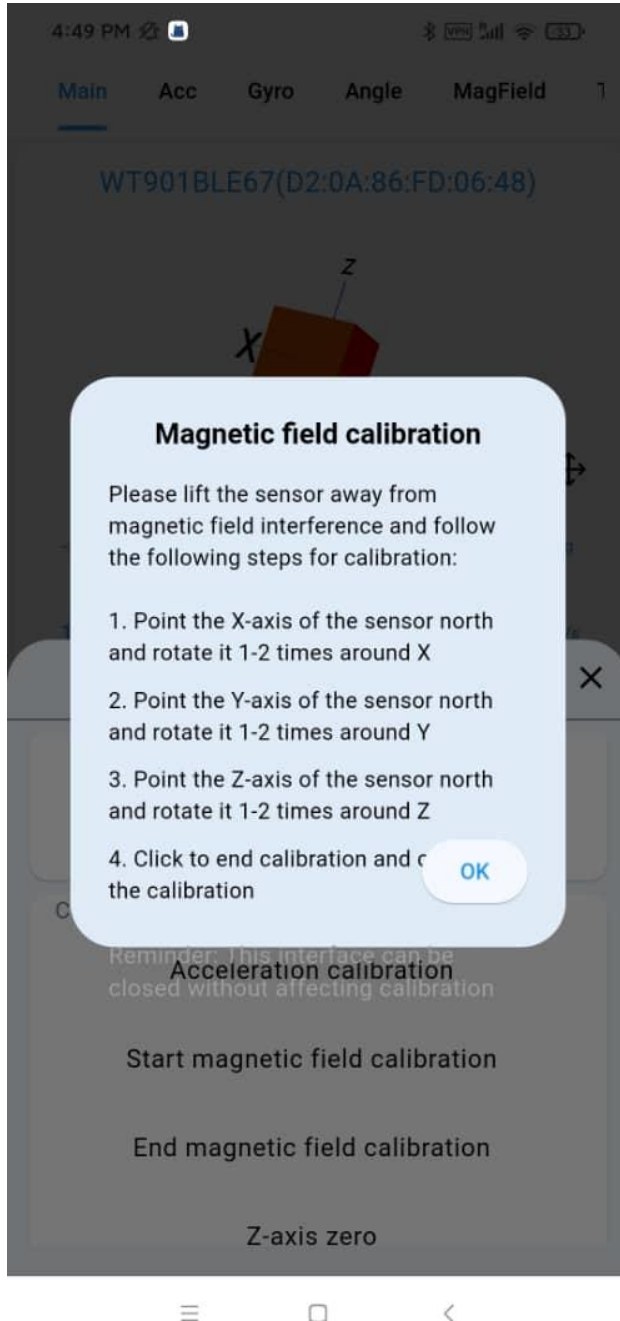 4:49 PM
VPN
33
Main Acc Gyro Angle MagField
WT901BLE67(D2:0A:86:FD:06:48)
Z
X
Magnetic field calibration
Please lift the sensor away from
magnetic field interference and follow
the following steps for calibration:
1. Point the X-axis of the sensor north
and rotate it 1-2 times around X
2. Point the Y-axis of the sensor north
and rotate it 1-2 times around Y
3. Point the Z-axis of the sensor north
and rotate it 1-2 times around Z
4. Click to end calibration and
the calibration
OK
Reminder: This interface can be
closed without affecting calibration
Acceleration calibration
Start magnetic field calibration
End magnetic field calibration
Z-axis zero